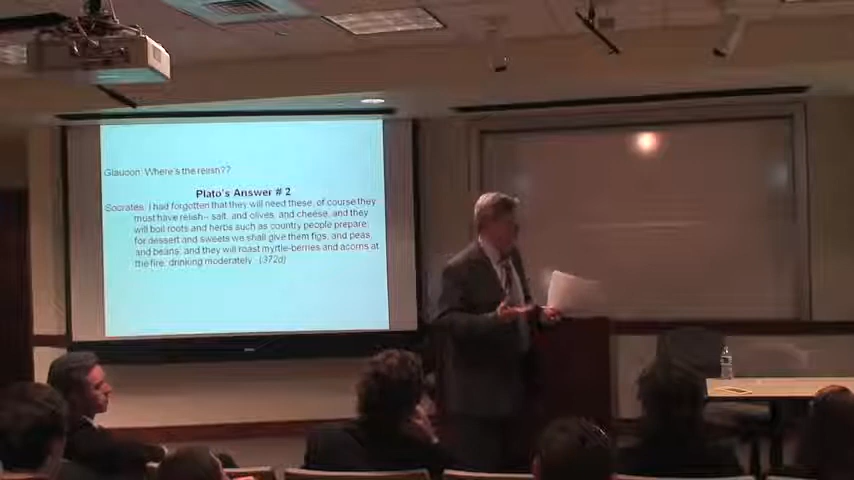 Glaucon: Where's the relish??
Plato's Answer # 2
Socrates: I had forgotten that they will need these; of course they
must have relish-- salt, and olives, and cheese, and they
will boil roots and herbs such as country people prepare;
for dessert and sweets we shall give them figs, and peas,
and beans; and they will roast myrtle-berries and acorns at
the fire, drinking moderately. (372d)